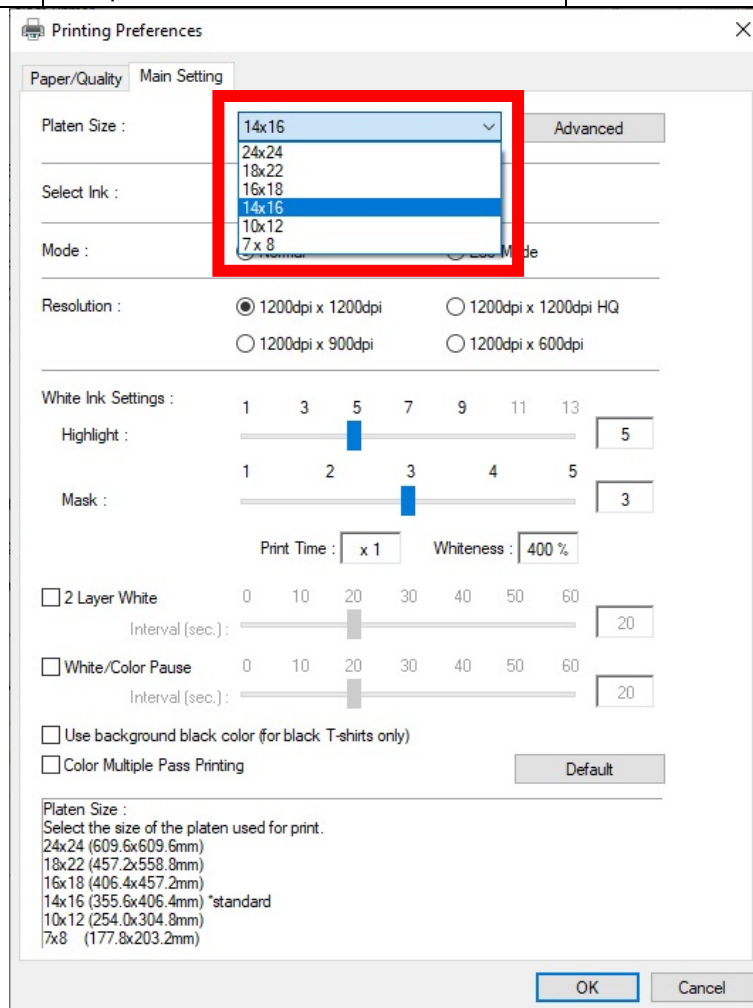 Printing Preferences
Paper/Quality Main Setting
Platen Size : 14x16 Advanced
24x24
18x22
Select Ink : 16x18
14x16
10x12
Mode : 7 x 8
Resolution : 1200dpi x 1200dpi 1200dpi x 1200dpi HQ
1200dpi x 900dpi 1200dpi x 600dpi
White Ink Settings : 1 3 5 7 9 11 13
Highlight : 5
1 2 3 4 5
Mask : 3
Print Time : x 1 Whiteness : 400 %
2 Layer White 0 10 20 30 40 50 60
Interval (sec.) : 20
White/Color Pause 0 10 20 30 40 50 60
Interval (sec.) : 20
Use background black color (for black T-shirts only)
Color Multiple Pass Printing Default
Platen Size :
Select the size of the platen used for print.
24x24 (609.6x609.6mm)
18x22 (457.2x558.8mm)
16x18 (406.4x457.2mm)
14x16 (355.6x406.4mm) *standard
10x12 (254.0x304.8mm)
7x8 (177.8x203.2mm)
OK Cancel